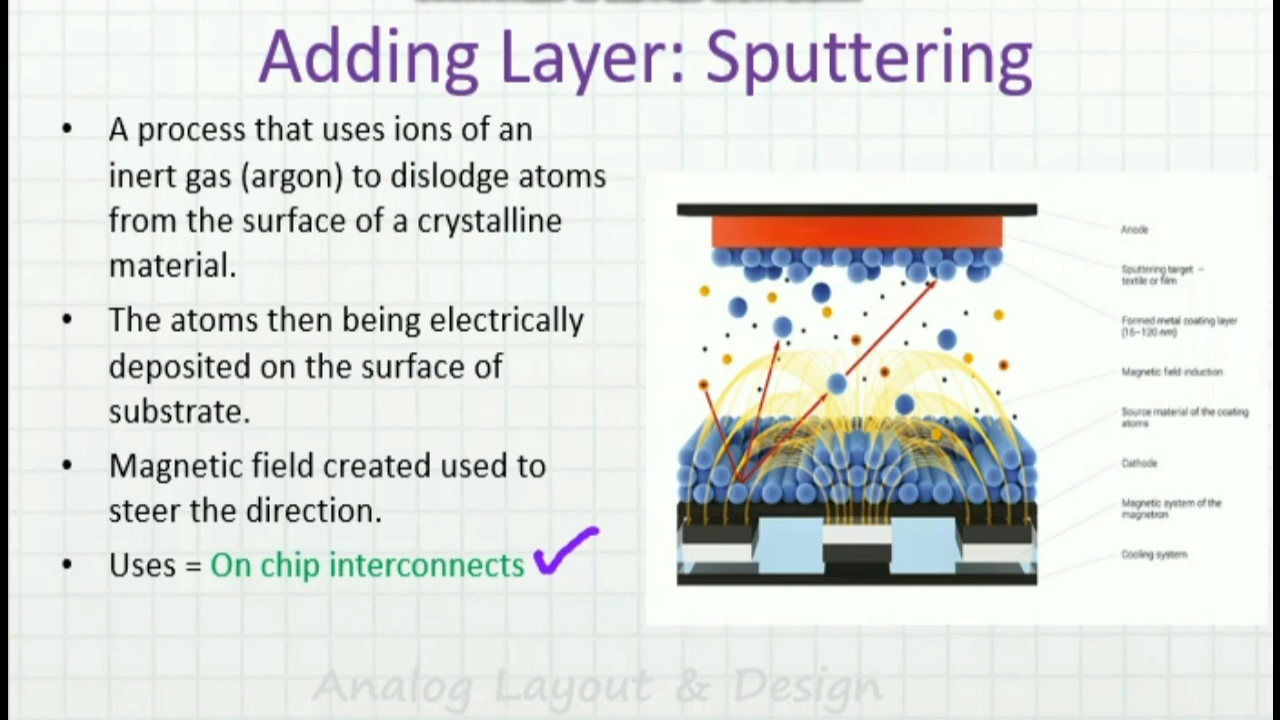 Adding Layer: Sputtering
• A process that uses ions of an
inert gas (argon) to dislodge atoms
from the surface of a crystalline
material.
• The atoms then being electrically
deposited on the surface of
substrate.
• Magnetic field created used to
steer the direction.
• Uses = On chip interconnects
Anode
Sputtering target –
textile or film
Formed metal coating layer
(15–120 nm)
Magnetic field induction
Source material of the coating
atoms
Cathode
Magnetic system of the
magnetron
Cooling system
Analog Layout & Design